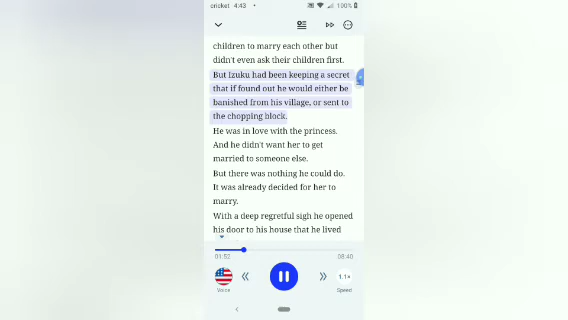 cricket 4:43
100%
children to marry each other but
didn't even ask their children first.
But Izuku had been keeping a secret
that if found out he would either be
banished from his village, or sent to
the chopping block.
He was in love with the princess.
And he didn't want her to get
married to someone else.
But there was nothing he could do.
It was already decided for her to
marry.
With a deep regretful sigh he opened
his door to his house that he lived
08:40
1.1×
Voice
Speed